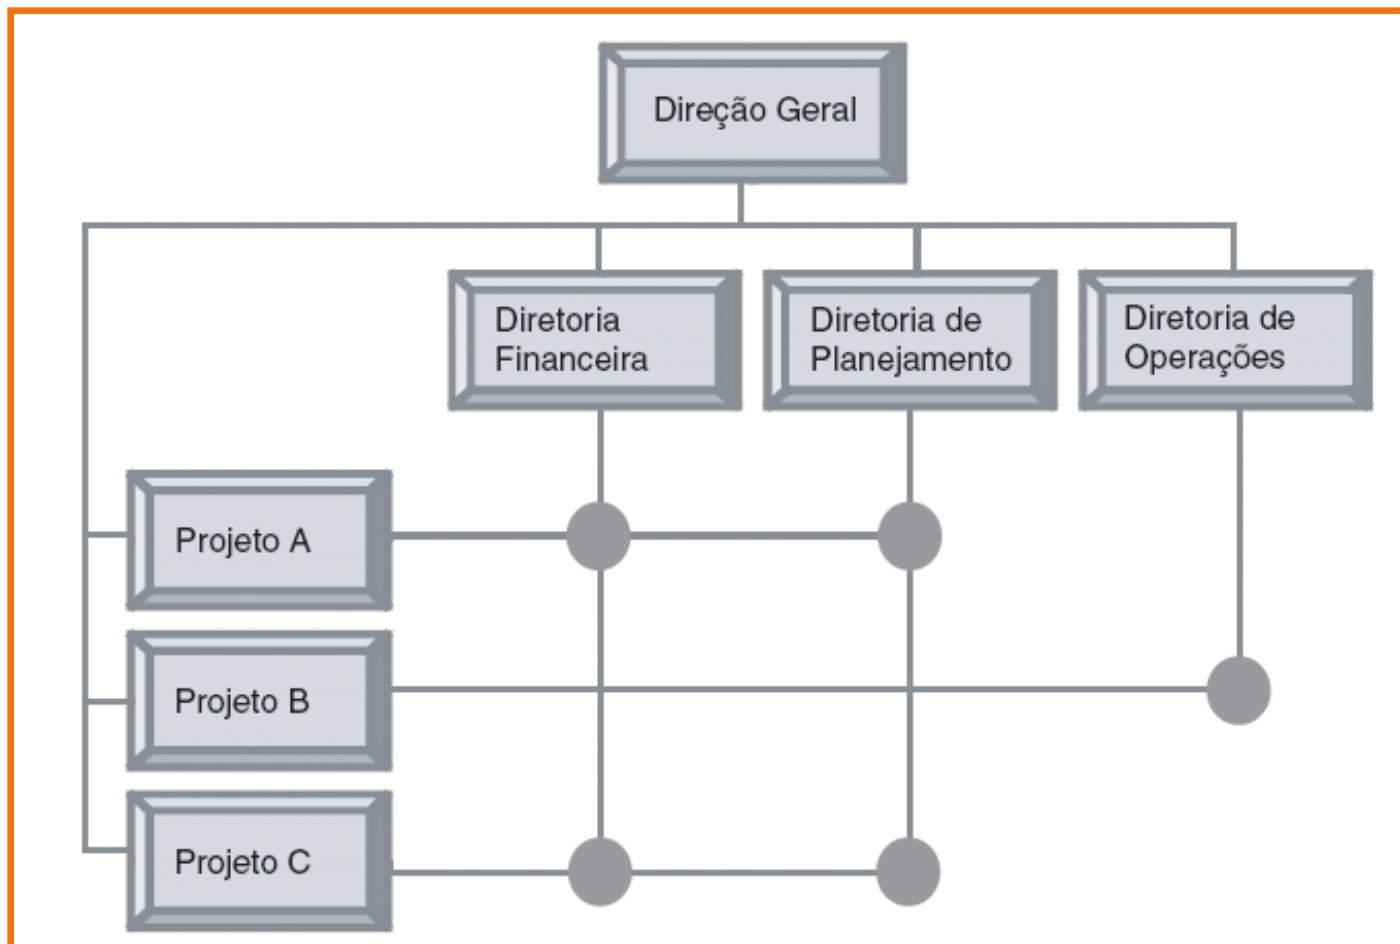 Direção Geral
Diretoria
Financeira
Diretoria de
Planejamento
Diretoria de
Operações
Projeto A
Projeto B
Projeto C